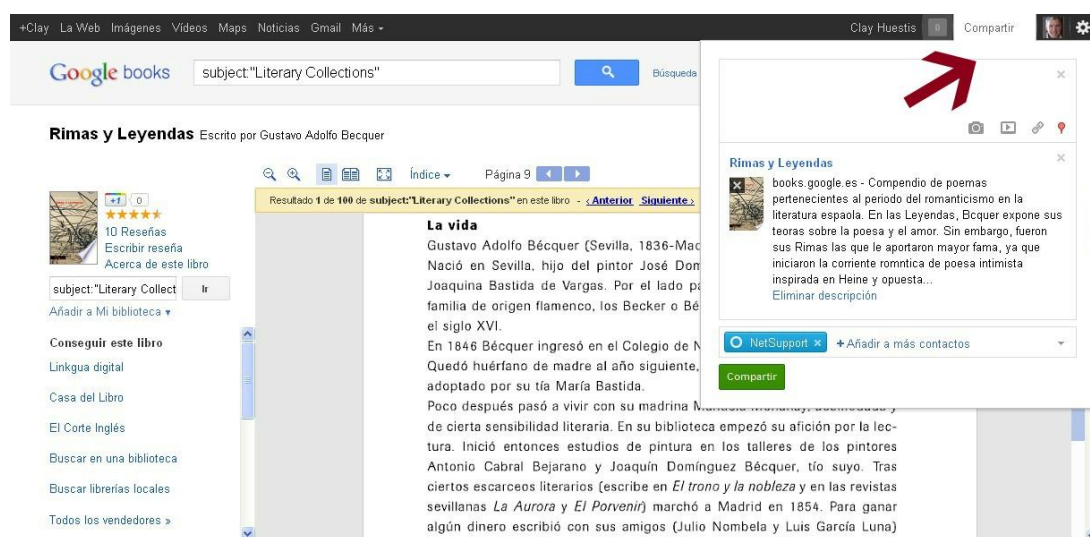 +Clay La Web Imágenes Vídeos Maps Noticias Gmail Más
Clay Huestis 0 Compartir
Google books subject:"Literary Collections" Búsqueda
Rimas y Leyendas Escrito por Gustavo Adolfo Becquer
Índice Página 9
+1 0
10 Reseñas
Escribir reseña
Acerca de este libro
subject:"Literary Collect Ir
Añadir a Mi biblioteca
Conseguir este libro
Linkgua digital
Casa del Libro
El Corte Inglés
Buscar en una biblioteca
Buscar librerías locales
Todos los vendedores »
Resultado 1 de 100 de subject:"Literary Collections" en este libro - ‹ Anterior Siguiente ›
La vida
Gustavo Adolfo Bécquer (Sevilla, 1836-Mad
Nació en Sevilla, hijo del pintor José Dom
Joaquina Bastida de Vargas. Por el lado pa
familia de origen flamenco, los Becker o Bé
el siglo XVI.
En 1846 Bécquer ingresó en el Colegio de N
Quedó huérfano de madre al año siguiente,
adoptado por su tía María Bastida.
Poco después pasó a vivir con su madrina
de cierta sensibilidad literaria. En su biblioteca empezó su afición por la lec-
tura. Inició entonces estudios de pintura en los talleres de los pintores
Antonio Cabral Bejarano y Joaquín Domínguez Bécquer, tío suyo. Tras
ciertos escarceos literarios (escribe en El trono y la nobleza y en las revistas
sevillanas La Aurora y El Porvenir) marchó a Madrid en 1854. Para ganar
algún dinero escribió con sus amigos (Julio Nombela y Luis García Luna)
Rimas y Leyendas
books.google.es - Compendio de poemas
pertenecientes al periodo del romanticismo en la
literatura espaola. En las Leyendas, Bcquer expone sus
teoras sobre la poesa y el amor. Sin embargo, fueron
sus Rimas las que le aportaron mayor fama, ya que
iniciaron la corriente romntica de poesa intimista
inspirada en Heine y opuesta...
Eliminar descripción
NetSupport × +Añadir a más contactos
Compartir